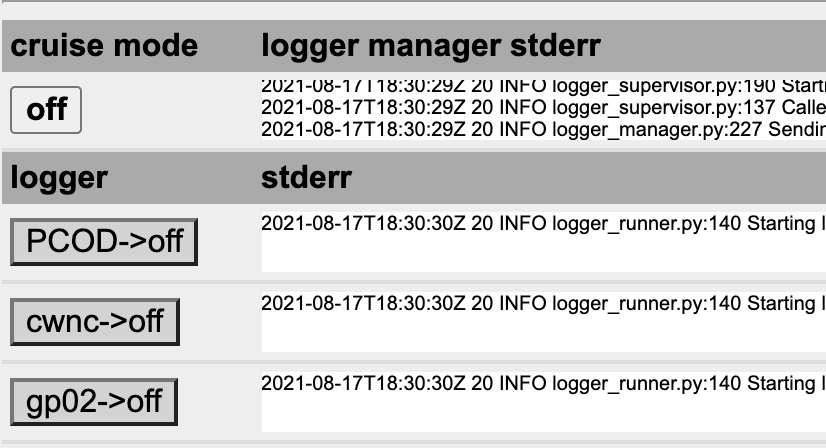 cruise mode logger manager stderr
off
2021-08-17T18:30:29Z 20 INFO logger_supervisor.py:190 Starti
2021-08-17T18:30:29Z 20 INFO logger_supervisor.py:137 Calle
2021-08-17T18:30:29Z 20 INFO logger_manager.py:227 Sendin
logger stderr
PCOD->off 2021-08-17T18:30:30Z 20 INFO logger_runner.py:140 Starting l
cwnc->off 2021-08-17T18:30:30Z 20 INFO logger_runner.py:140 Starting l
gp02->off 2021-08-17T18:30:30Z 20 INFO logger_runner.py:140 Starting l